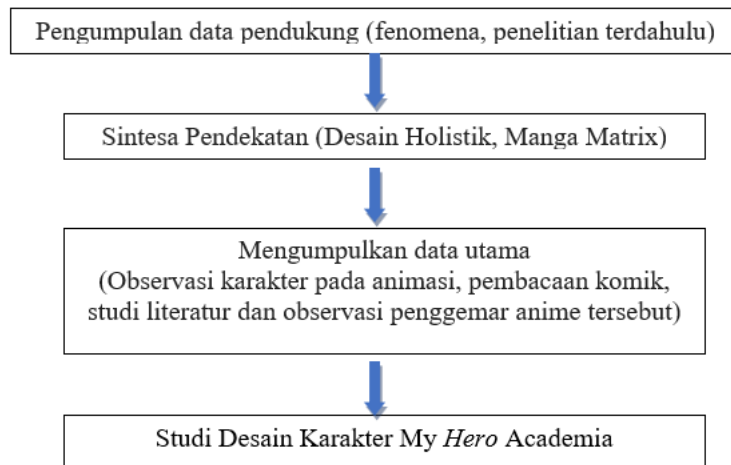 Pengumpulan data pendukung (fenomena, penelitian terdahulu)
Sintesa Pendekatan (Desain Holistik, Manga Matrix)
Mengumpulkan data utama
(Observasi karakter pada animasi, pembacaan komik,
studi literatur dan observasi penggemar anime tersebut)
Studi Desain Karakter My Hero Academia